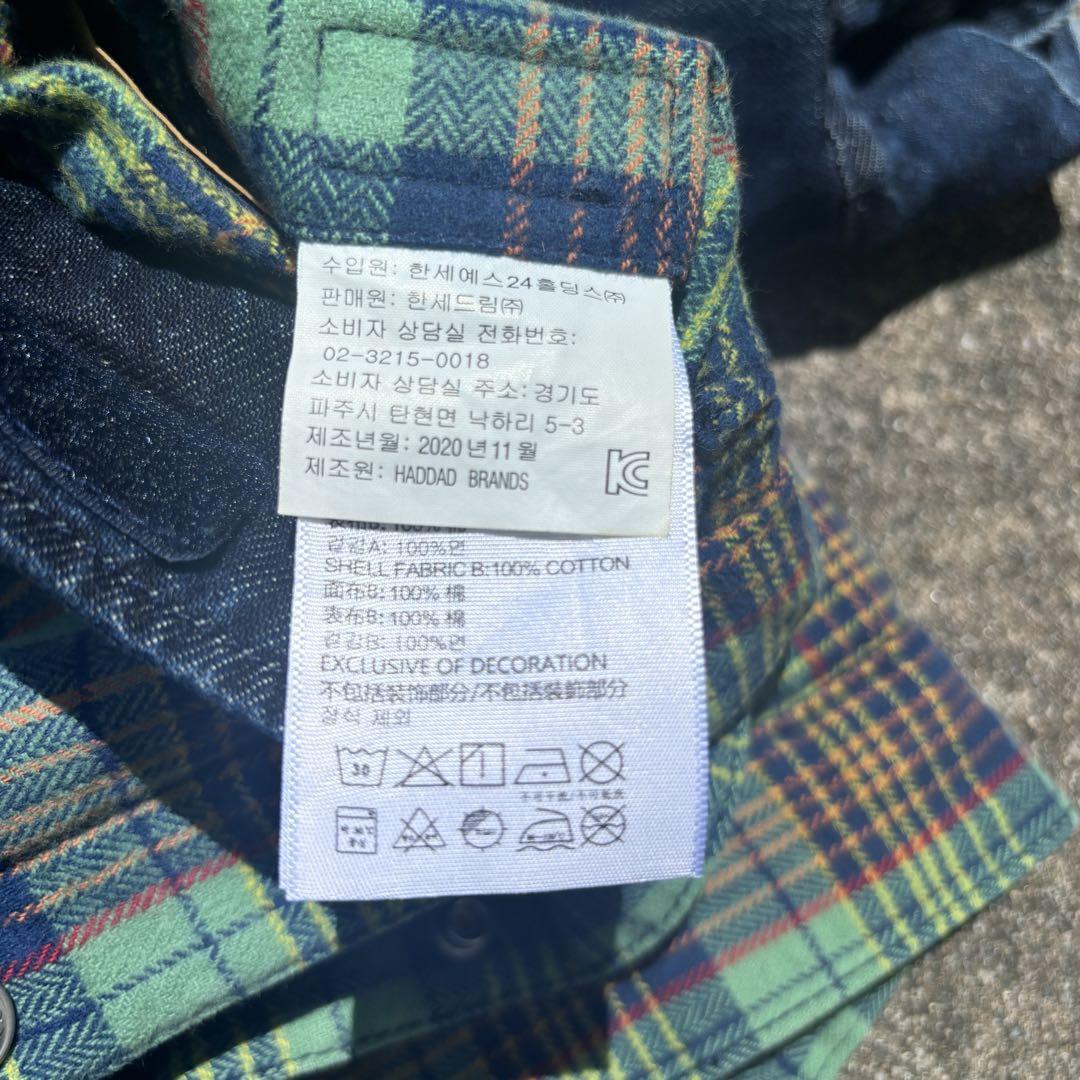 수입원: 한세예스24홀딩스㈜
판매원: 한세드림㈜
소비자 상담실 전화번호:
02-3215-0018
소비자 상담실 주소: 경기도
파주시 탄현면 낙하리 5-3
제조년월: 2020년11월
제조원: HADDAD BRANDS
겉감A: 100%면
SHELL FABRIC B:100% COTTON
面布B: 100% 棉
表布B: 100% 棉
겉감B: 100%면
EXCLUSIVE OF DECORATION
不包括装饰部分/不包括裝飾部分
장식 제외
30